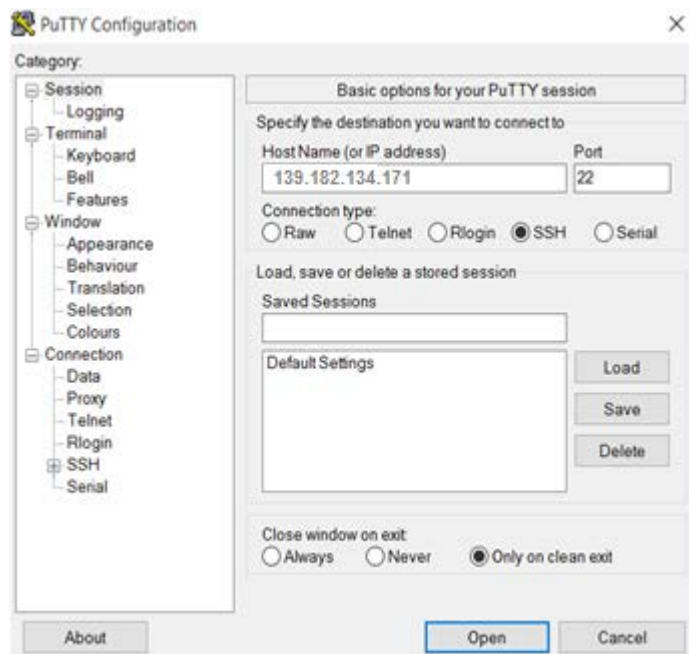 PuTTY Configuration
Category:
Session
Logging
Terminal
Keyboard
Bell
Features
Window
Appearance
Behaviour
Translation
Selection
Colours
Connection
Data
Proxy
Telnet
Rlogin
SSH
Serial
Basic options for your PuTTY session
Specify the destination you want to connect to
Host Name (or IP address) Port
139.182.134.171 22
Connection type:
Raw Telnet Rlogin SSH Serial
Load, save or delete a stored session
Saved Sessions
Default Settings
Load
Save
Delete
Close window on exit:
Always Never Only on clean exit
About Open Cancel